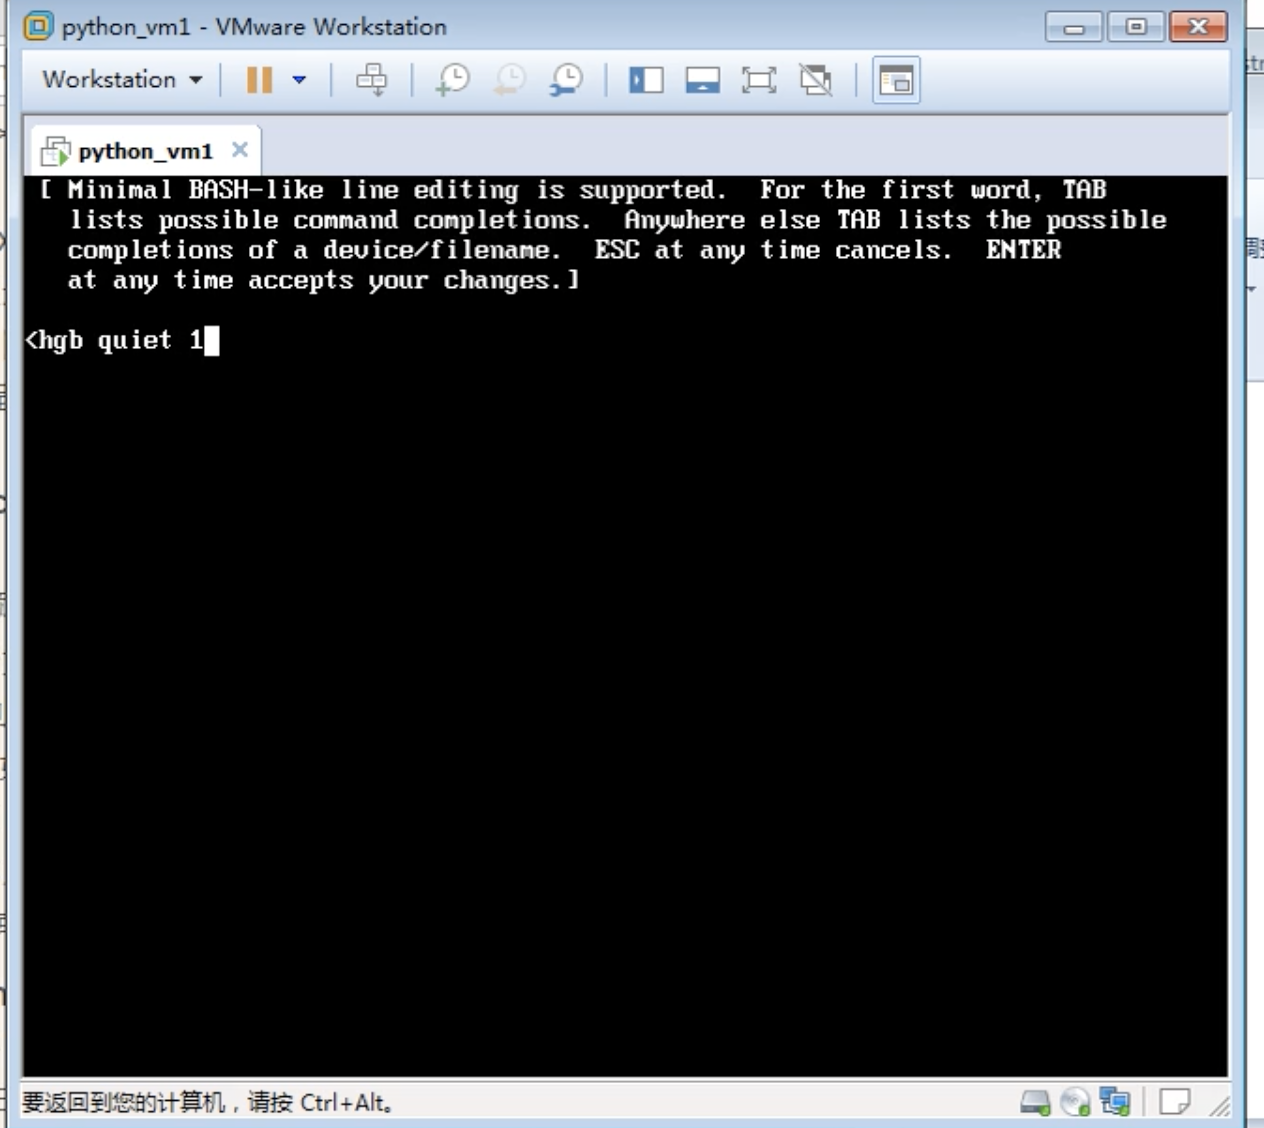 python_vm1 - VMware Workstation
Workstation
python_vm1
[ Minimal BASH-like line editing is supported.  For the first word, TAB
lists possible command completions.  Anywhere else TAB lists the possible
completions of a device/filename.  ESC at any time cancels.  ENTER
at any time accepts your changes.]
<hgb quiet 1
要返回到您的计算机，请按 Ctrl+Alt。